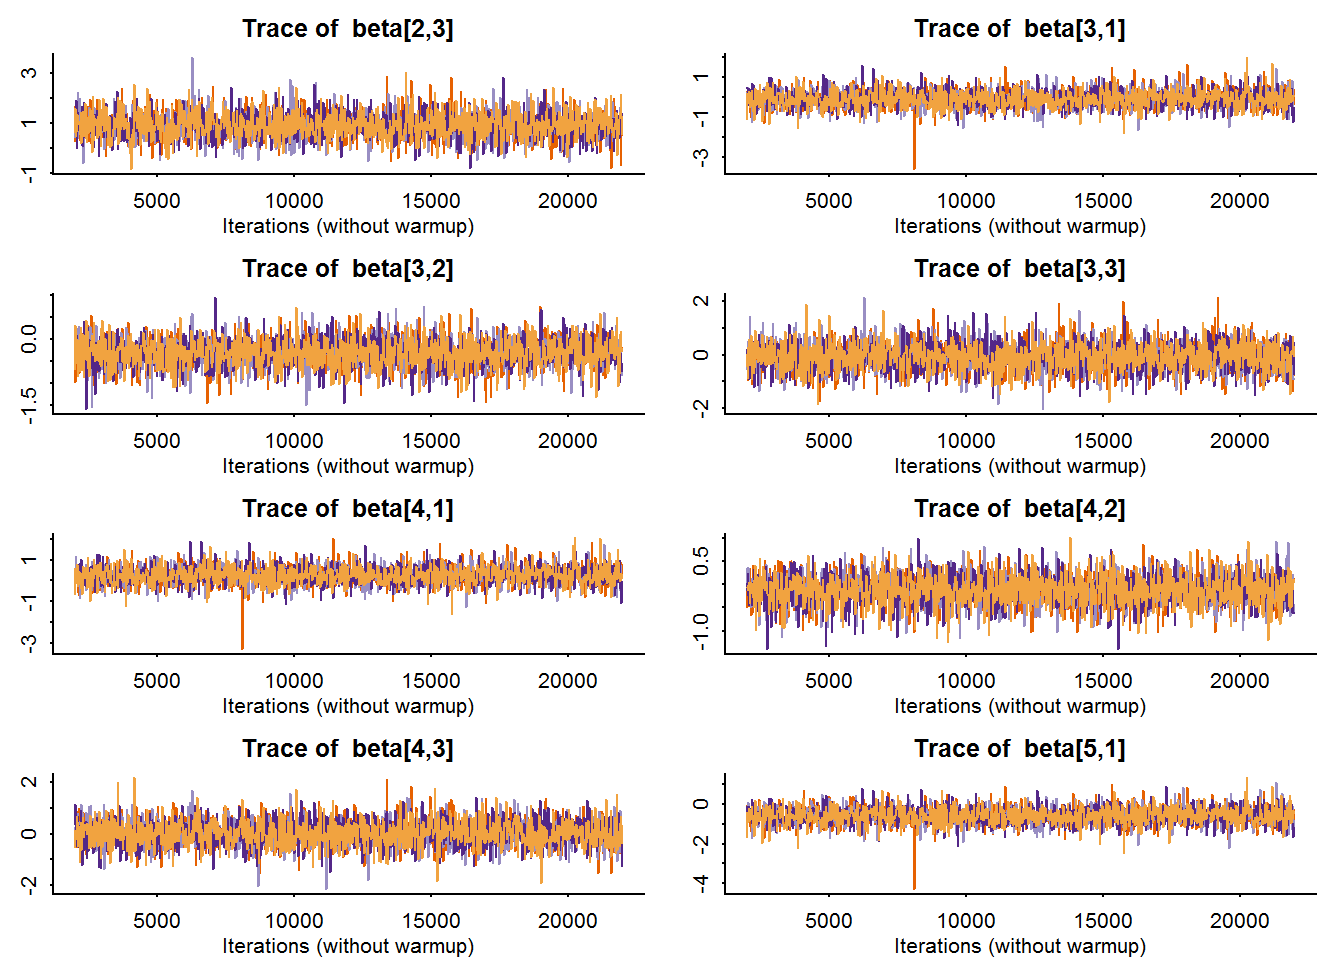 Trace of beta[2,3]
3
1
-1
5000 10000 15000 20000
Iterations (without warmup)
Trace of beta[3,1]
1
-1
-3
5000 10000 15000 20000
Iterations (without warmup)
Trace of beta[3,2]
0.0
-1.5
5000 10000 15000 20000
Iterations (without warmup)
Trace of beta[3,3]
2
0
-2
5000 10000 15000 20000
Iterations (without warmup)
Trace of beta[4,1]
1
-1
-3
5000 10000 15000 20000
Iterations (without warmup)
Trace of beta[4,2]
0.5
-1.0
5000 10000 15000 20000
Iterations (without warmup)
Trace of beta[4,3]
2
0
-2
5000 10000 15000 20000
Iterations (without warmup)
Trace of beta[5,1]
0
-2
-4
5000 10000 15000 20000
Iterations (without warmup)